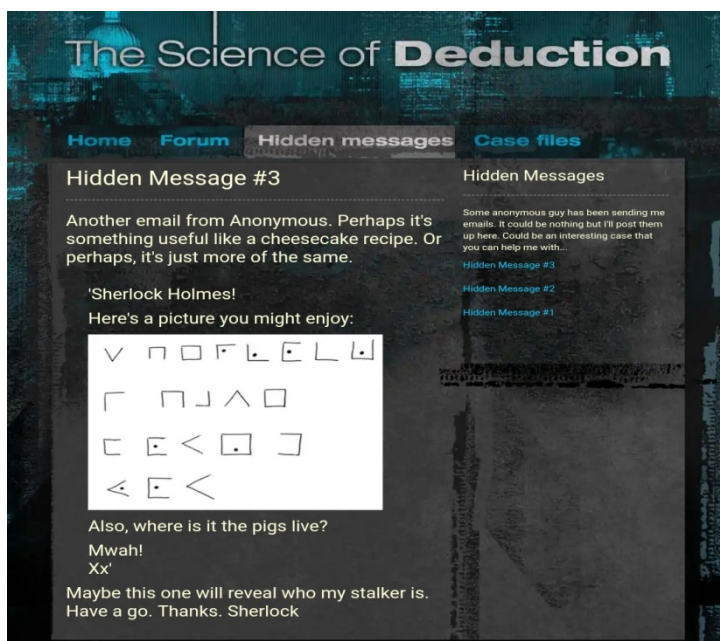 The Science of Deduction
Home Forum Hidden messages Case files
Hidden Message #3
Another email from Anonymous. Perhaps it's
something useful like a cheesecake recipe. Or
perhaps, it's just more of the same.
'Sherlock Holmes!
Here's a picture you might enjoy:
Also, where is it the pigs live?
Mwah!
Xx'
Maybe this one will reveal who my stalker is.
Have a go. Thanks. Sherlock
Hidden Messages
Some anonymous guy has been sending me
emails. It could be nothing but I'll post them
up here. Could be an interesting case that
you can help me with...
Hidden Message #3
Hidden Message #2
Hidden Message #1